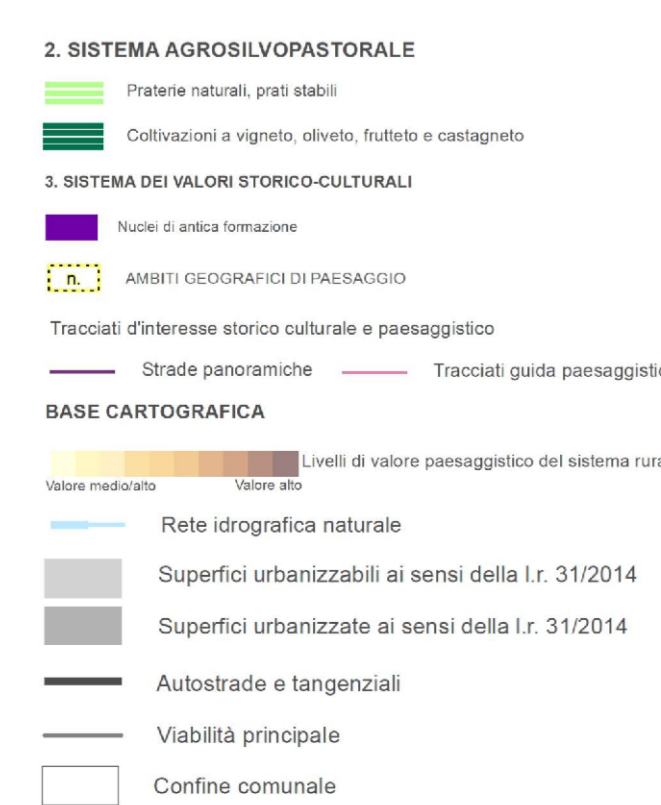 2. SISTEMA AGROSILVOPASTORALE
Praterie naturali, prati stabili
Coltivazioni a vigneto, oliveto, frutteto e castagneto
3. SISTEMA DEI VALORI STORICO-CULTURALI
Nuclei di antica formazione
n. AMBITI GEOGRAFICI DI PAESAGGIO
Tracciati d'interesse storico culturale e paesaggistico
Strade panoramiche Tracciati guida paesaggistic
BASE CARTOGRAFICA
Livelli di valore paesaggistico del sistema rura
Valore medio/alto Valore alto
Rete idrografica naturale
Superfici urbanizzabili ai sensi della l.r. 31/2014
Superfici urbanizzate ai sensi della l.r. 31/2014
Autostrade e tangenziali
Viabilità principale
Confine comunale